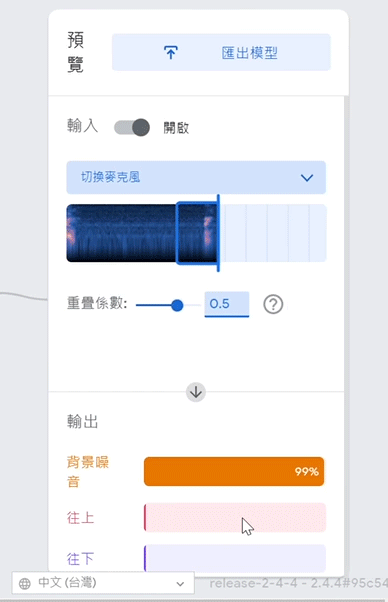 預
覽
匯出模型
輸入 開啟
切換麥克風
重疊係數: 0.5
輸出
背景噪
音
99%
往上
往下
中文 (台灣)
release-2-4-4 - 2.4.4#95c54